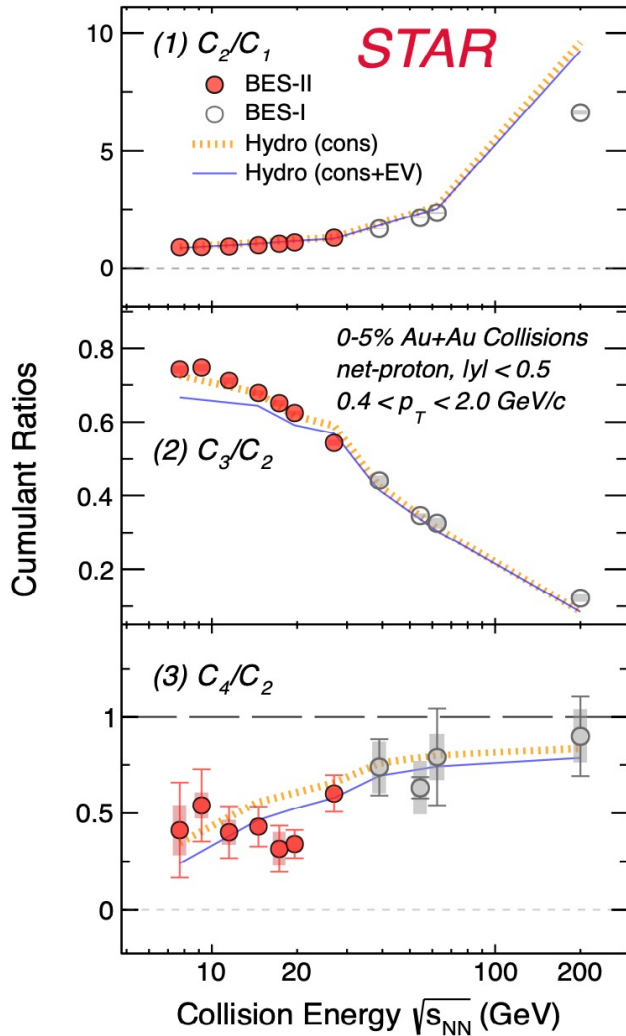 (1) C₂/C₁
STAR
BES-II
BES-I
Hydro (cons)
Hydro (cons+EV)
10
5
0
0-5% Au+Au Collisions
net-proton, |y| < 0.5
0.4 < p_T < 2.0 GeV/c
(2) C₃/C₂
0.8
0.6
0.4
0.2
Cumulant Ratios
(3) C₄/C₂
1
0.5
0
10 20 100 200
Collision Energy √s_NN (GeV)